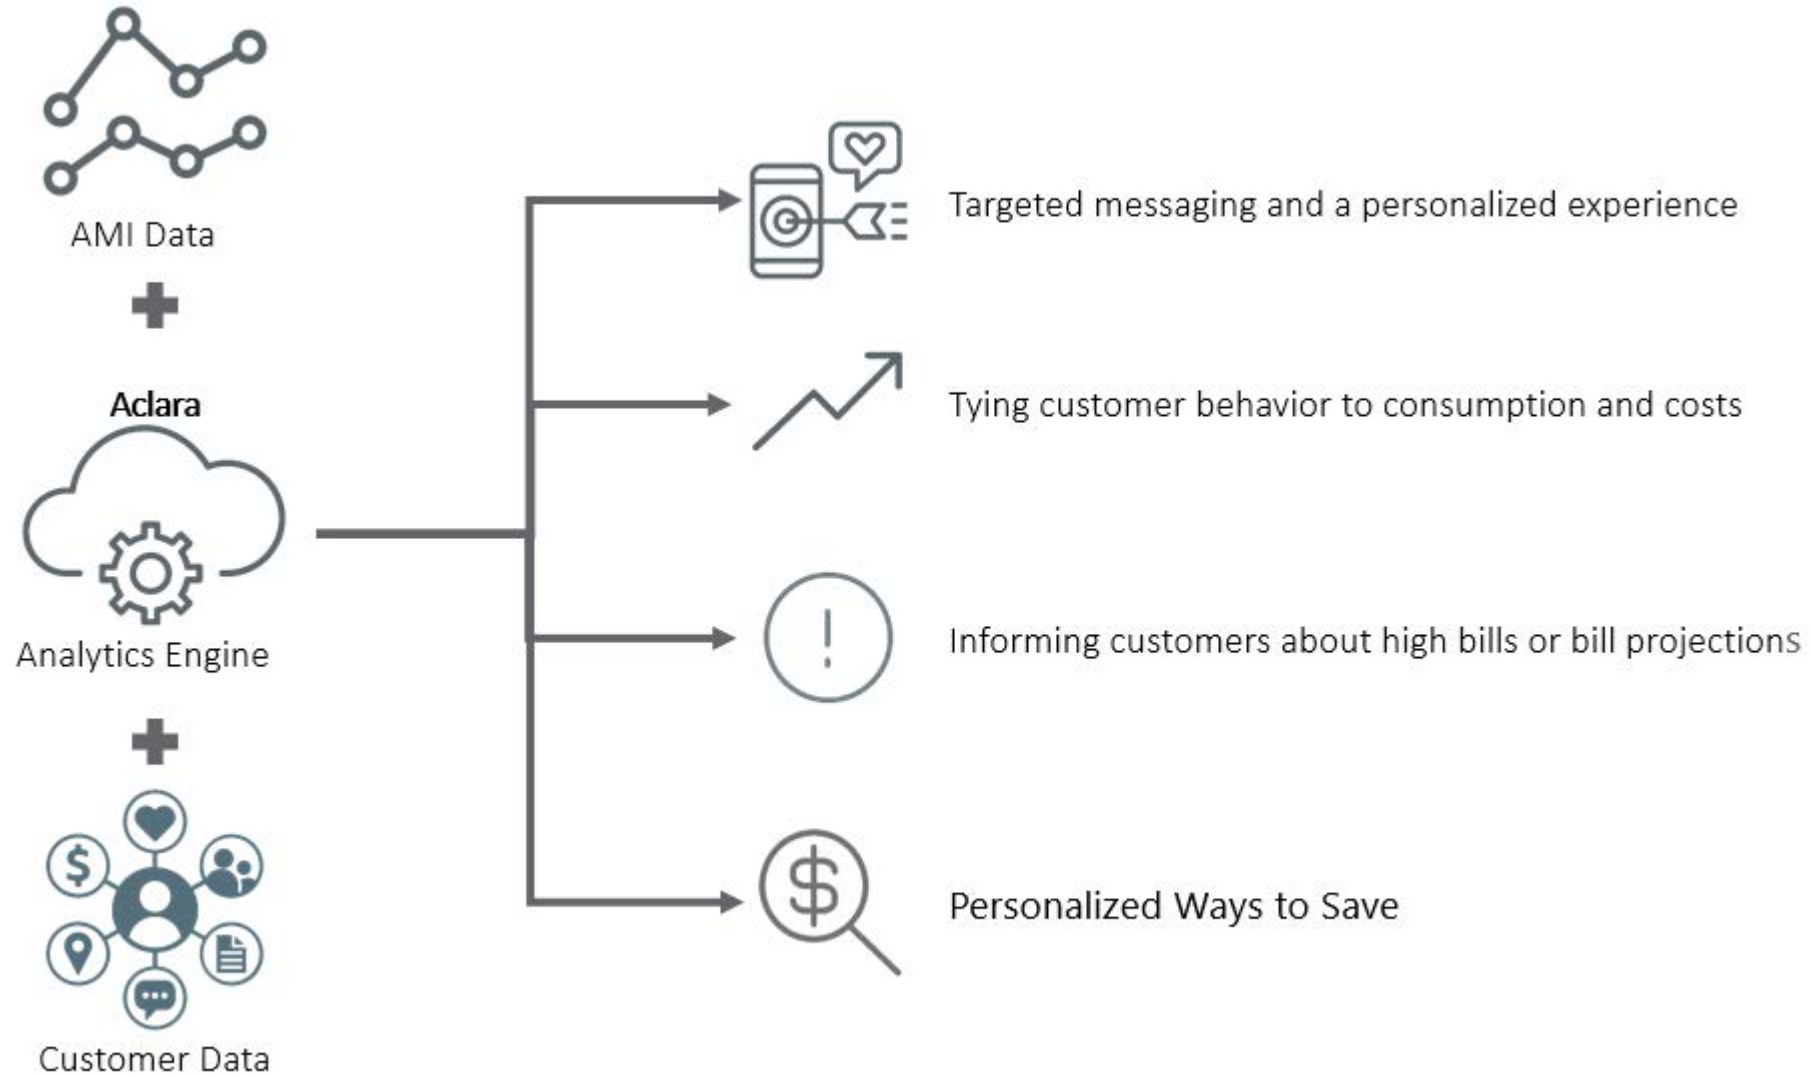 AMI Data
Aclara
Analytics Engine
Customer Data
Targeted messaging and a personalized experience
Tying customer behavior to consumption and costs
Informing customers about high bills or bill projections
Personalized Ways to Save